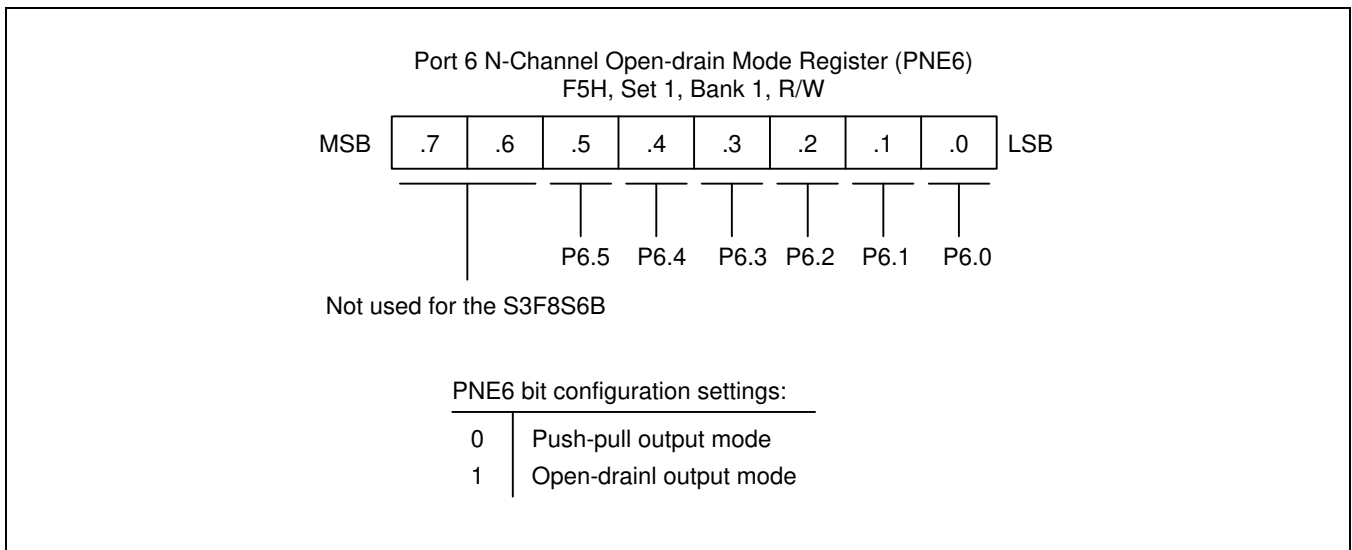 Port 6 N-Channel Open-drain Mode Register (PNE6)
F5H, Set 1, Bank 1, R/W
MSB .7 .6 .5 .4 .3 .2 .1 .0 LSB
P6.5 P6.4 P6.3 P6.2 P6.1 P6.0
Not used for the S3F8S6B
PNE6 bit configuration settings:
0 Push-pull output mode
1 Open-drainl output mode